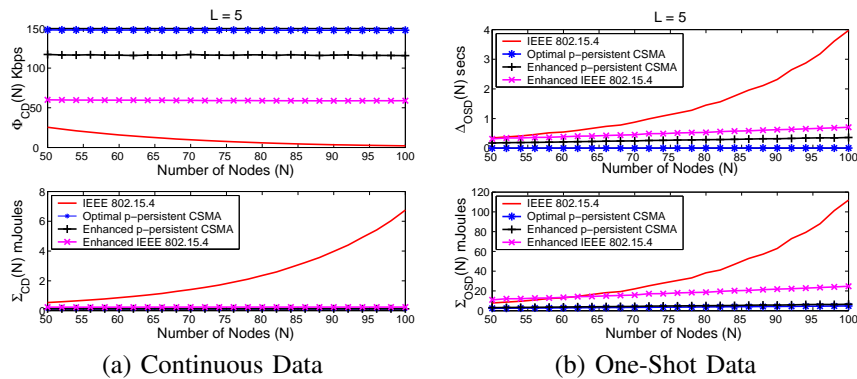 L = 5
Φ_CD(N) Kbps
150
100
50
0
50 55 60 65 70 75 80 85 90 95 100
Number of Nodes (N)
Σ_CD(N) mJoules
8
6
4
2
0
IEEE 802.15.4
Optimal p−persistent CSMA
Enhanced p−persistent CSMA
Enhanced IEEE 802.15.4
50 55 60 65 70 75 80 85 90 95 100
Number of Nodes (N)
(a) Continuous Data
L = 5
Δ_OSD(N) secs
4
3
2
1
0
IEEE 802.15.4
Optimal p−persistent CSMA
Enhanced p−persistent CSMA
Enhanced IEEE 802.15.4
50 55 60 65 70 75 80 85 90 95 100
Number of Nodes (N)
Σ_OSD(N) mJoules
120
100
80
60
40
20
0
IEEE 802.15.4
Optimal p−persistent CSMA
Enhanced p−persistent CSMA
Enhanced IEEE 802.15.4
50 55 60 65 70 75 80 85 90 95 100
Number of Nodes (N)
(b) One-Shot Data